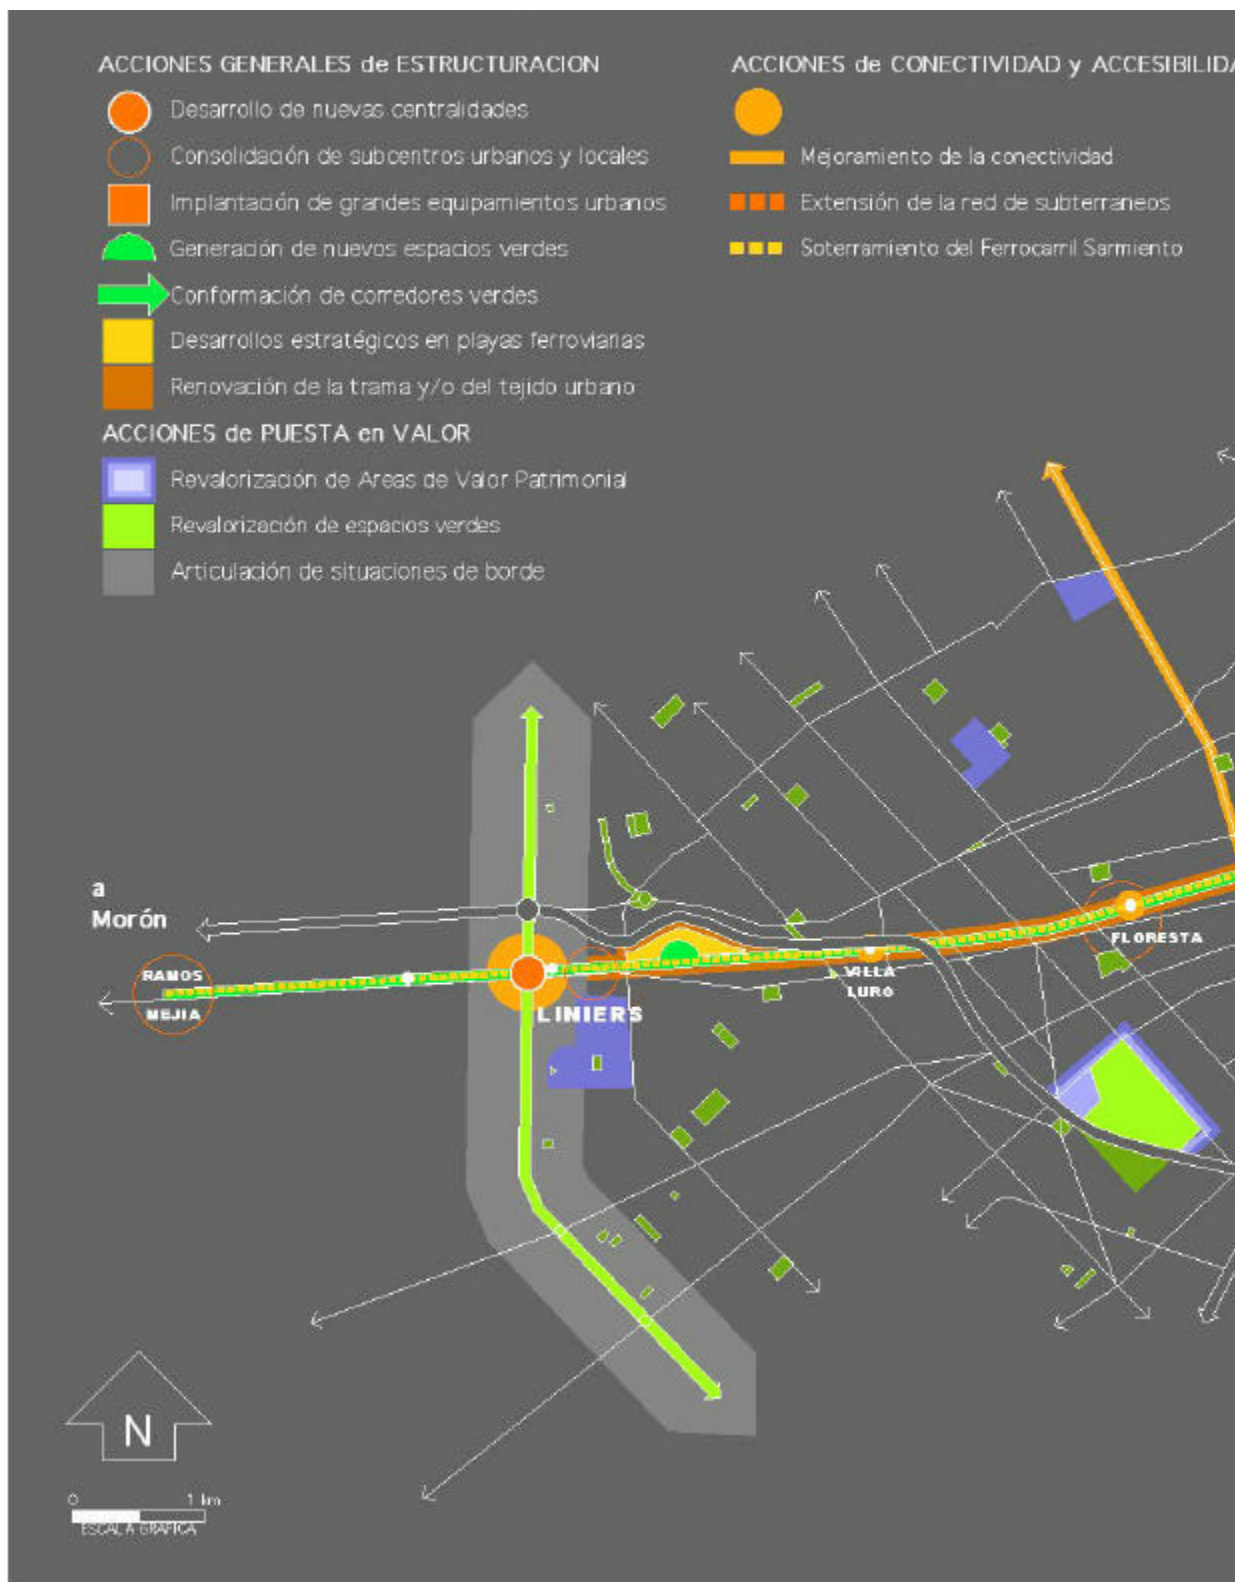 ACCIONES GENERALES de ESTRUCTURACION
Desarrollo de nuevas centralidades
Consolidación de subcentros urbanos y locales
Implantación de grandes equipamientos urbanos
Generación de nuevos espacios verdes
Conformación de corredores verdes
Desarrollos estratégicos en playas ferroviarias
Renovación de la trama y/o del tejido urbano
ACCIONES de PUESTA en VALOR
Revalorización de Areas de Valor Patrimonial
Revalorización de espacios verdes
Articulación de situaciones de borde
ACCIONES de CONECTIVIDAD y ACCESIBILIDA
Mejoramiento de la conectividad
Extensión de la red de subterraneos
Soterramiento del Ferrocarril Sarmiento
a
Morón
RAMOS
MEJIA
LINIERS
VILLA
LURO
FLORESTA
N
0 1 km
ESCALA GRAFICA